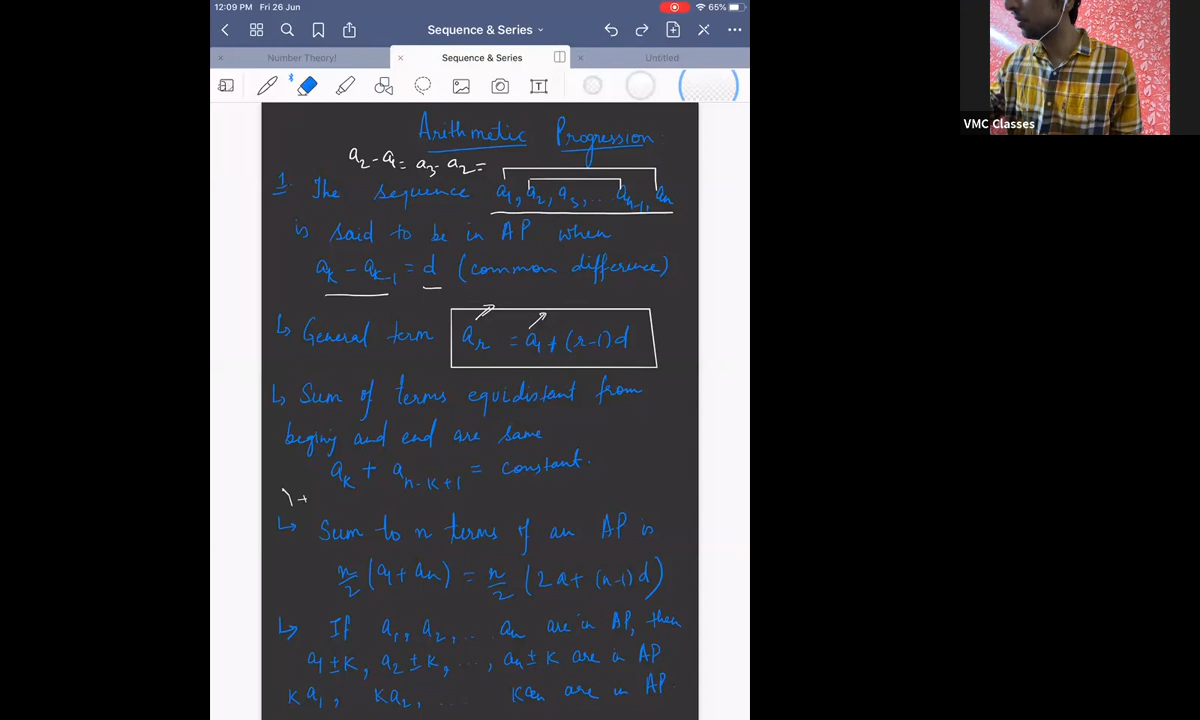 12:09 PM Fri 26 Jun
65%
Sequence & Series
Number Theory!
Sequence & Series
Untitled
VMC Classes
Arithmetic Progression
a₂ - a₁ = a₃ - a₂ =
1. The sequence a₁, a₂, a₃, ... aₙ₋₁, aₙ
is said to be in AP when
aₖ - aₖ₋₁ = d (common difference)
↳ General term aᵣ = a₁ + (r-1)d
↳ Sum of terms equidistant from
begining and end are same
aₖ + aₙ₋ₖ₊₁ = constant.
↳ Sum to n terms of an AP is
n/2 (a₁ + aₙ) = n/2 (2a + (n-1)d)
↳ If a₁, a₂, ... aₙ are in AP, then
a₁ ± K, a₂ ± K, ..., aₙ ± K are in AP
K a₁, K a₂, .... K aₙ are in AP.